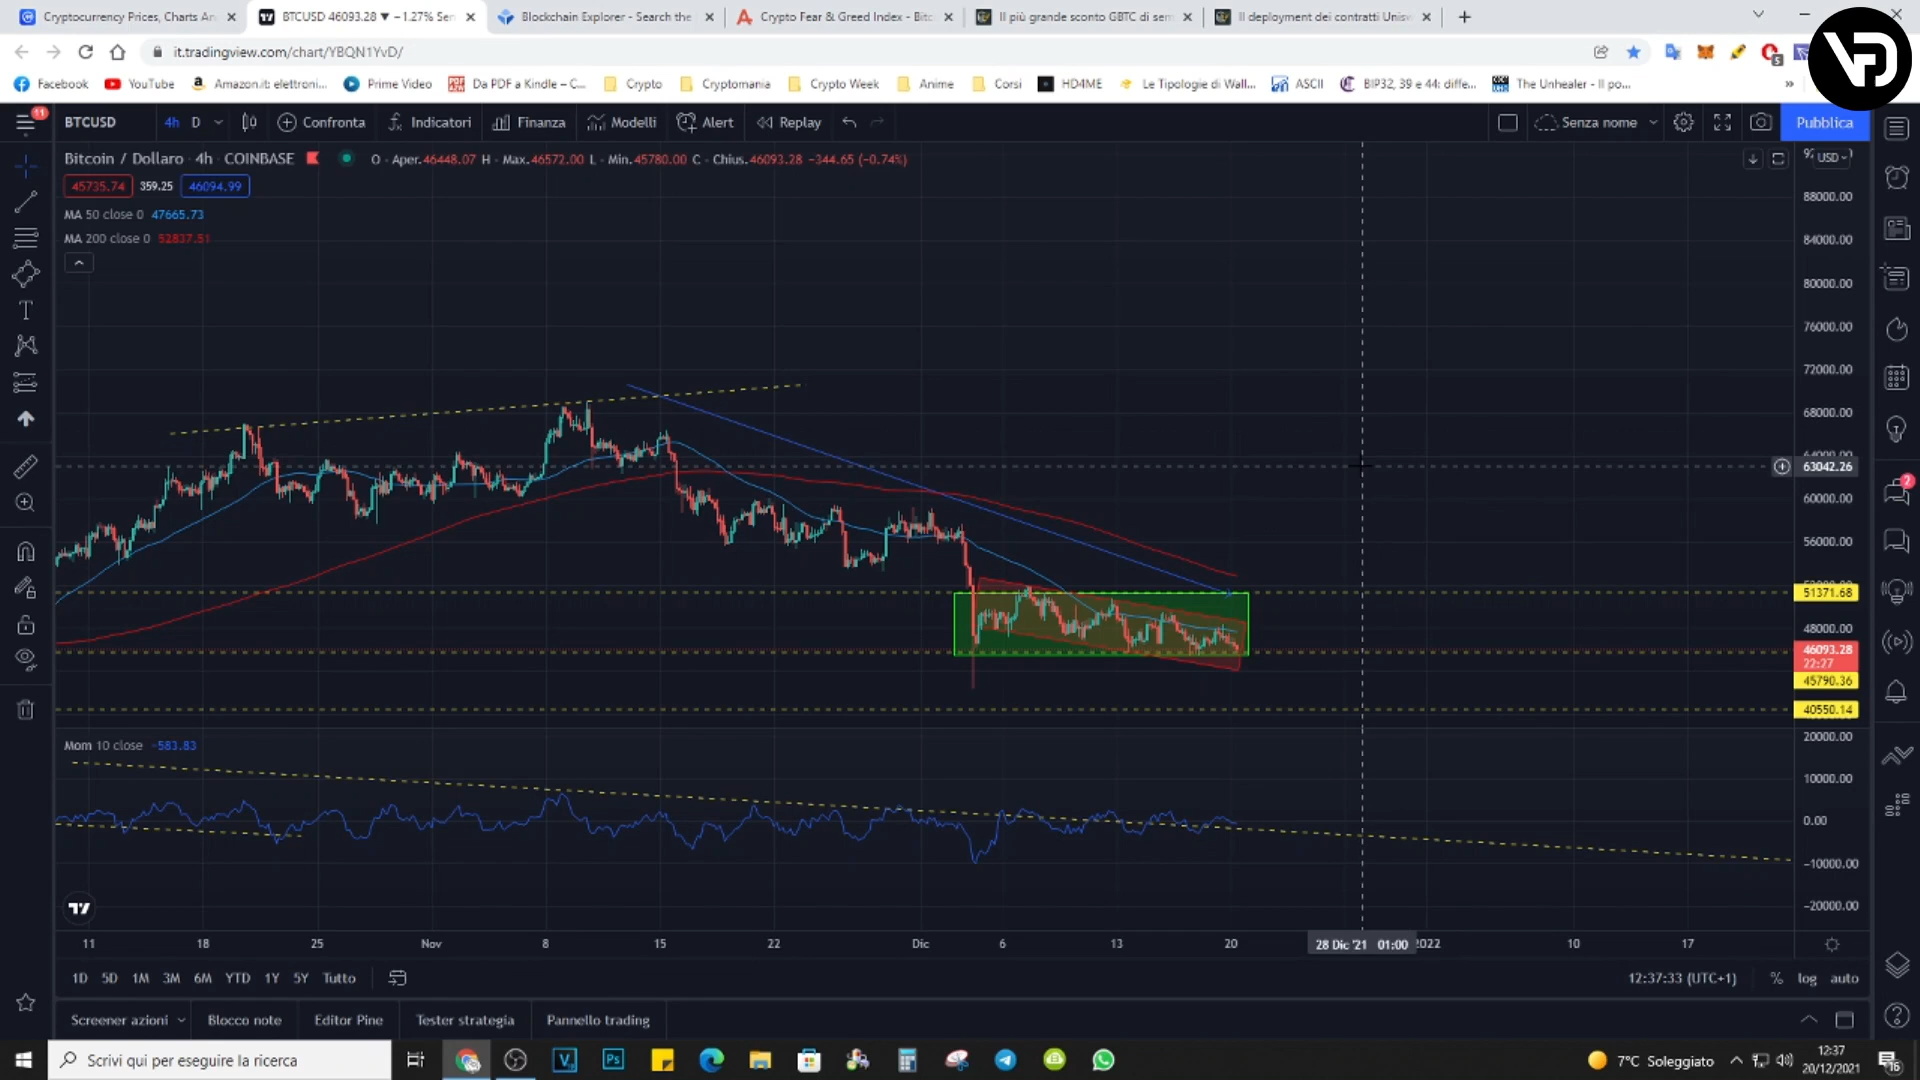 Cryptocurrency Prices, Charts An
BTCUSD 46093.28 ▼ −1.27% Sen
Blockchain Explorer - Search the
Crypto Fear & Greed Index - Bitc
Il più grande sconto GBTC di sem
Il deployment dei contratti Unisw
it.tradingview.com/chart/YBQN1YvD/
Facebook
YouTube
Amazon.it: elettroni...
Prime Video
Da PDF a Kindle – C...
Crypto
Cryptomania
Crypto Week
Anime
Corsi
HD4ME
Le Tipologie di Wall...
ASCII
BIP32, 39 e 44: diffe...
The Unhealer - Il po...
»
11
BTCUSD
4h
D
Confronta
Indicatori
Finanza
Modelli
Alert
Replay
Senza nome
Pubblica
Bitcoin / Dollaro · 4h · COINBASE
O - Aper.46448.07 H - Max.46572.00 L - Min.45780.00 C - Chius.46093.28 −344.65 (−0.74%)
USD
45735.74 359.25 46094.99
MA 50 close 0 47665.73
MA 200 close 0 52837.51
88000.00
84000.00
80000.00
76000.00
72000.00
68000.00
63042.26
60000.00
56000.00
51371.68
48000.00
46093.28
22:27
45790.36
40550.14
Mom 10 close −583.83
20000.00
10000.00
0.00
−10000.00
−20000.00
11
18
25
Nov
8
15
22
Dic
6
13
20
28 Dic '21 01:00
2022
10
17
1D 5D 1M 3M 6M YTD 1Y 5Y Tutto
12:37:33 (UTC+1)
% log auto
Screener azioni
Blocco note
Editor Pine
Tester strategia
Pannello trading
Scrivi qui per eseguire la ricerca
7°C Soleggiato
12:37
20/12/2021
16